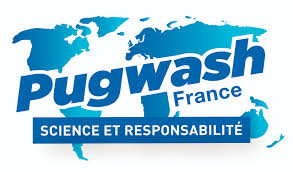 Pugwash
France
SCIENCE ET RESPONSABILITÉ